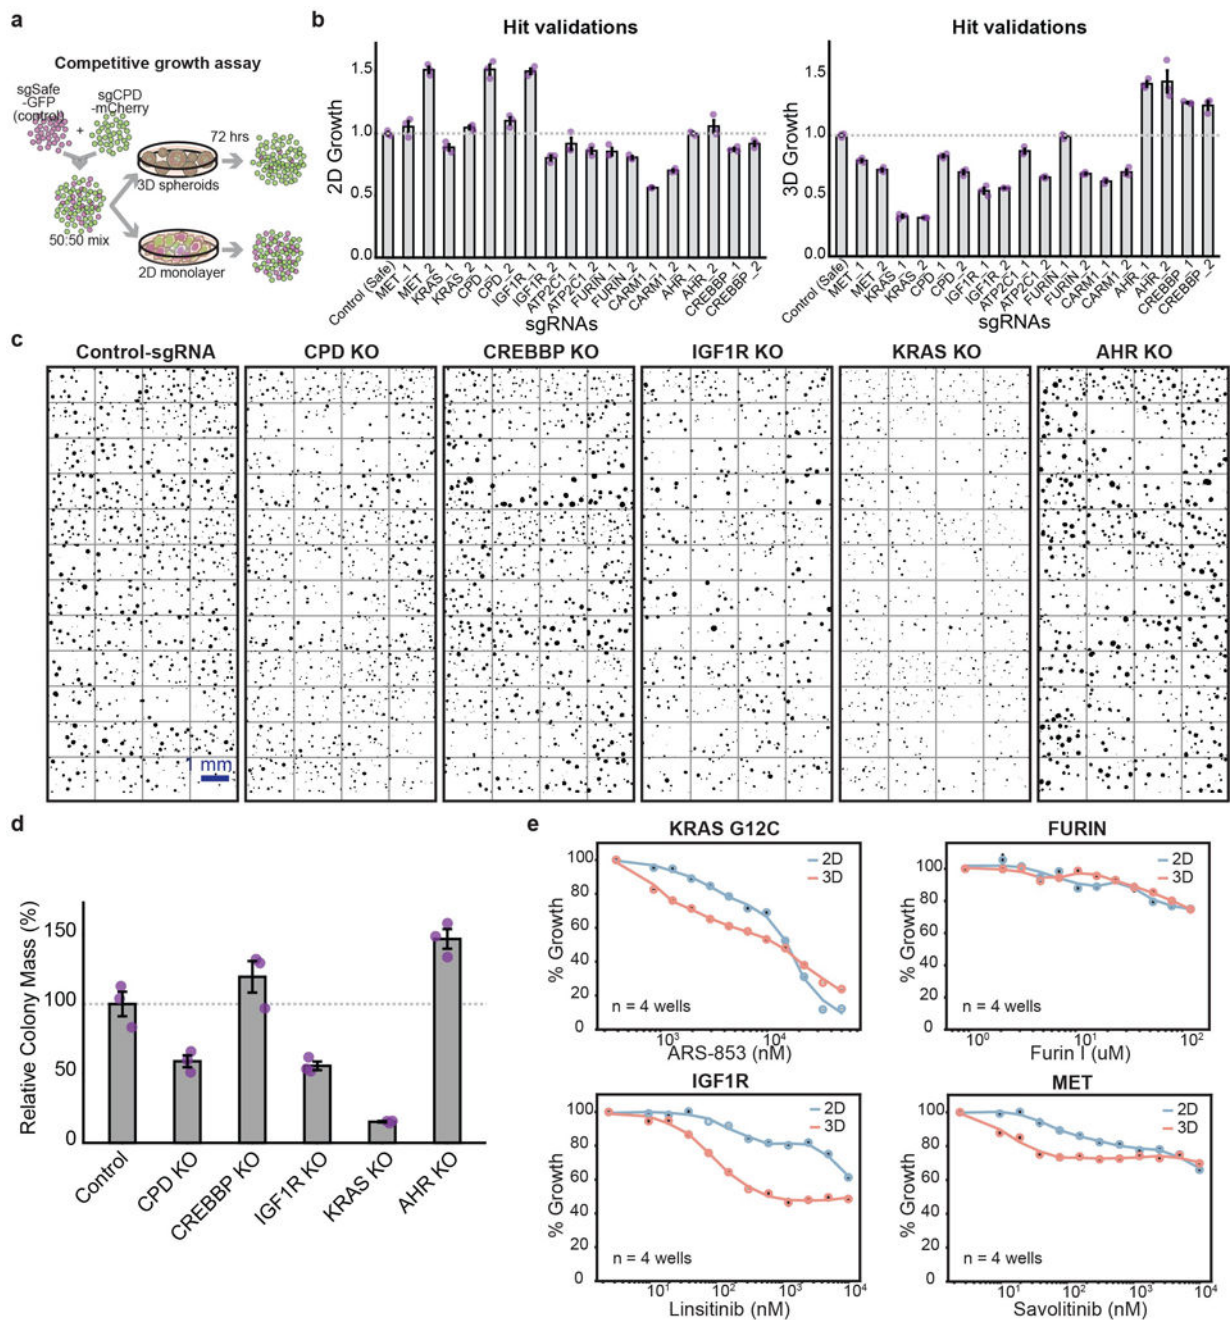 a
Competitive growth assay
sgSafe
-GFP
(control)
+
sgCPD
-mCherry
72 hrs
3D spheroids
50:50 mix
2D monolayer
b
Hit validations
2D Growth
1.5
1.0
0.5
0.0
Control (Safe)
MET_1
MET_2
KRAS_1
KRAS_2
CPD_1
CPD_2
IGF1R_1
IGF1R_2
ATP2C1_1
ATP2C1_2
FURIN_1
FURIN_2
CARM1_1
CARM1_2
AHR_1
AHR_2
CREBBP_1
CREBBP_2
sgRNAs
Hit validations
3D Growth
1.5
1.0
0.5
0.0
Control (Safe)
MET_1
MET_2
KRAS_1
KRAS_2
CPD_1
CPD_2
IGF1R_1
IGF1R_2
ATP2C1_1
ATP2C1_2
FURIN_1
FURIN_2
CARM1_1
CARM1_2
AHR_1
AHR_2
CREBBP_1
CREBBP_2
sgRNAs
c
Control-sgRNA
CPD KO
CREBBP KO
IGF1R KO
KRAS KO
AHR KO
1 mm
d
Relative Colony Mass (%)
150
100
50
0
Control
CPD KO
CREBBP KO
IGF1R KO
KRAS KO
AHR KO
e
KRAS G12C
% Growth
100
80
60
40
20
0
2D
3D
n = 4 wells
10³
10⁴
ARS-853 (nM)
FURIN
% Growth
100
80
60
40
20
0
2D
3D
n = 4 wells
10⁰
10¹
10²
Furin I (uM)
IGF1R
% Growth
100
80
60
40
20
0
2D
3D
n = 4 wells
10¹
10²
10³
10⁴
Linsitinib (nM)
MET
% Growth
100
80
60
40
20
0
2D
3D
n = 4 wells
10¹
10²
10³
10⁴
Savolitinib (nM)